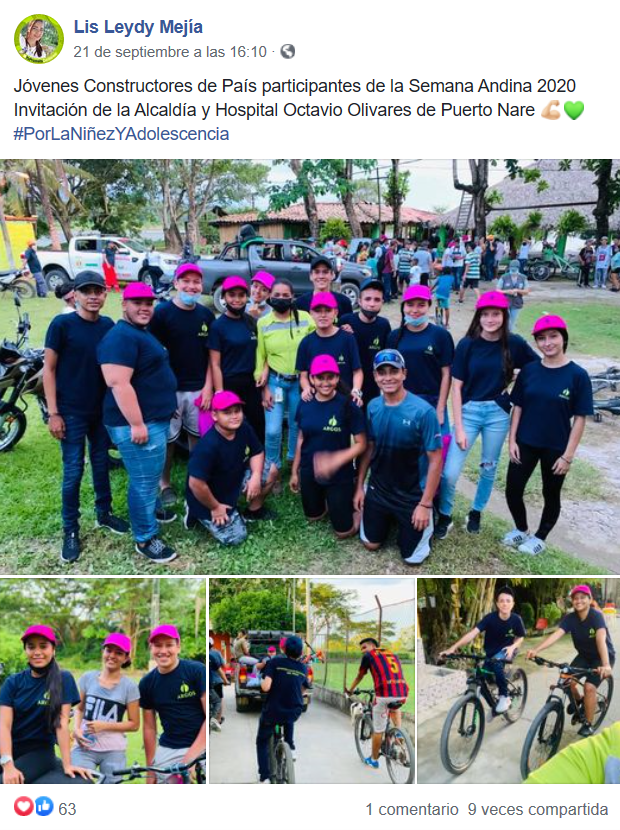 Lis Leydy Mejía
21 de septiembre a las 16:10 ·
Jóvenes Constructores de País participantes de la Semana Andina 2020
Invitación de la Alcaldía y Hospital Octavio Olivares de Puerto Nare 💪🏼💚
#PorLaNiñezYAdolescencia
ARGOS
ARGOS
ARGOS
FILA
ARGOS
5
63
1 comentario 9 veces compartida